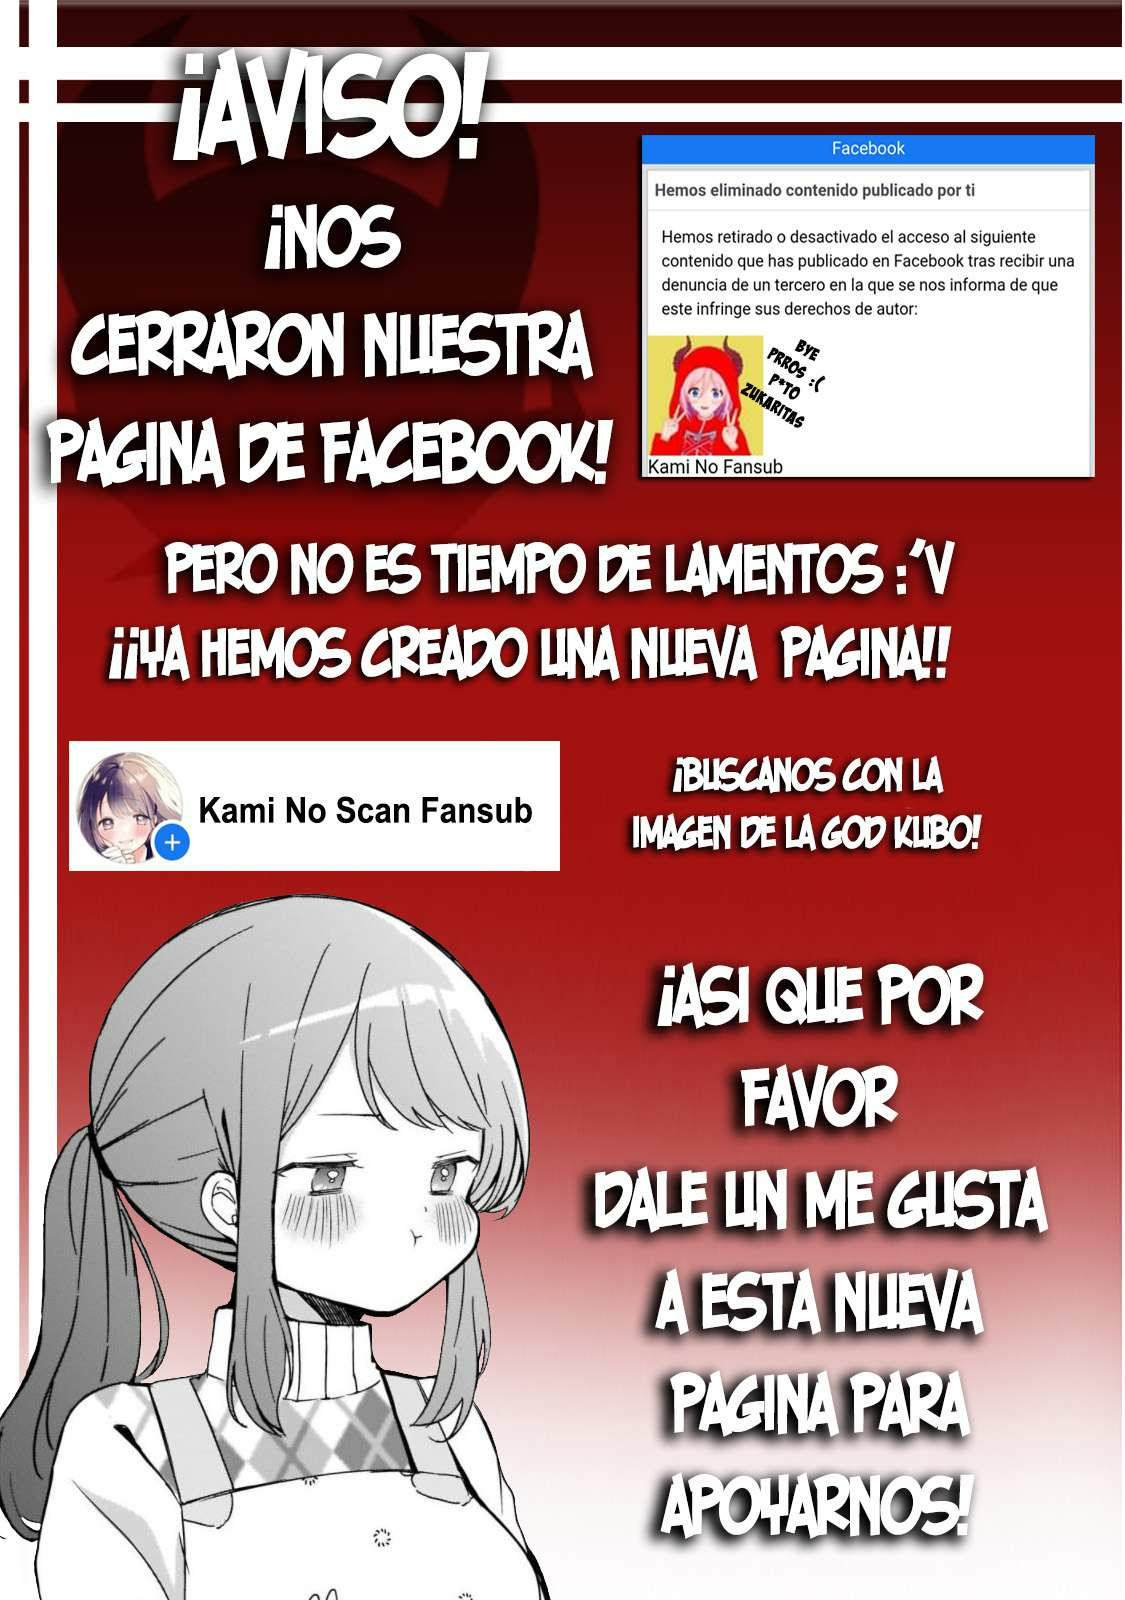 ¡AVISO!
¡NOS
CERRARON NUESTRA
PAGINA DE FACEBOOK!
Facebook
Hemos eliminado contenido publicado por ti
Hemos retirado o desactivado el acceso al siguiente
contenido que has publicado en Facebook tras recibir una
denuncia de un tercero en la que se nos informa de que
este infringe sus derechos de autor:
BYE
PRROS :(
P*TO
ZUKARITAS
Kami No Fansub
PERO NO ES TIEMPO DE LAMENTOS :´V
¡¡YA HEMOS CREADO UNA NUEVA PAGINA!!
Kami No Scan Fansub
¡BUSCANOS CON LA
IMAGEN DE LA GOD KUBO!
¡ASI QUE POR
FAVOR
DALE UN ME GUSTA
A ESTA NUEVA
PAGINA PARA
APOYARNOS!